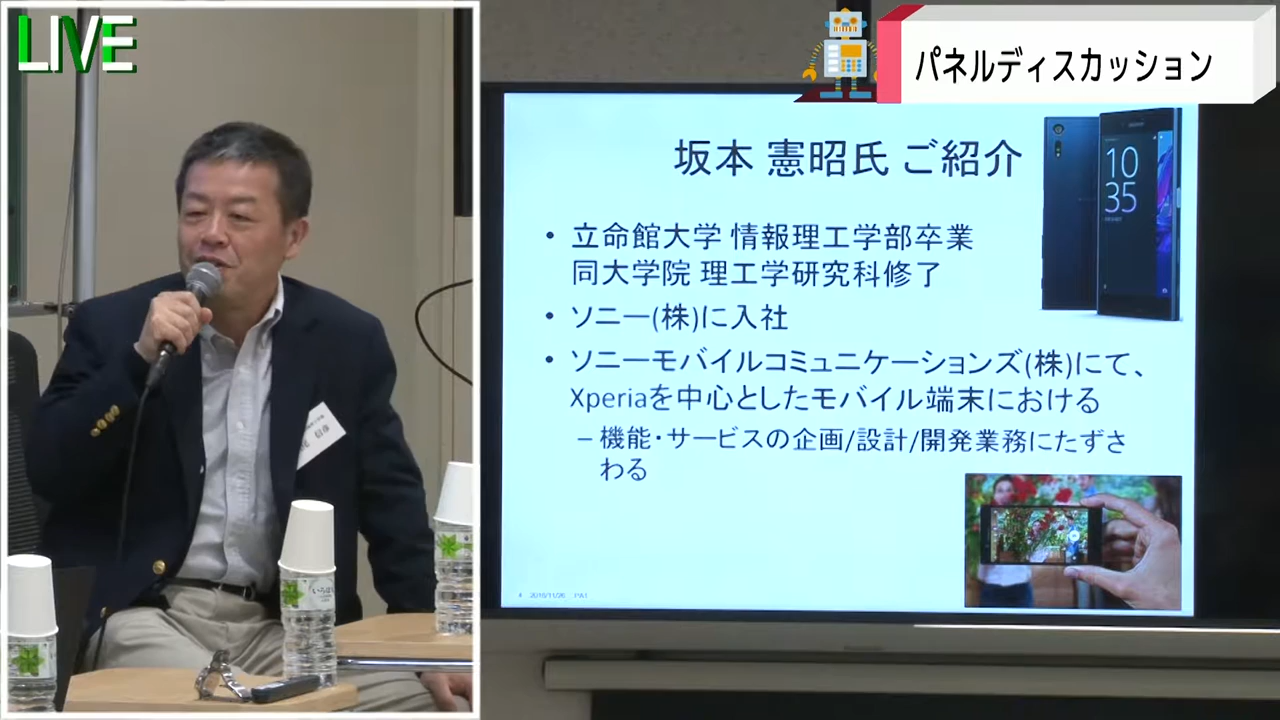 LIVE
パネルディスカッション
坂本 憲昭氏 ご紹介
• 立命館大学 情報理工学部卒業
同大学院 理工学研究科修了
• ソニー(株)に入社
• ソニーモバイルコミュニケーションズ(株)にて、
Xperiaを中心としたモバイル端末における
– 機能・サービスの企画/設計/開発業務にたずさ
わる
10
35
SONY
いろはす